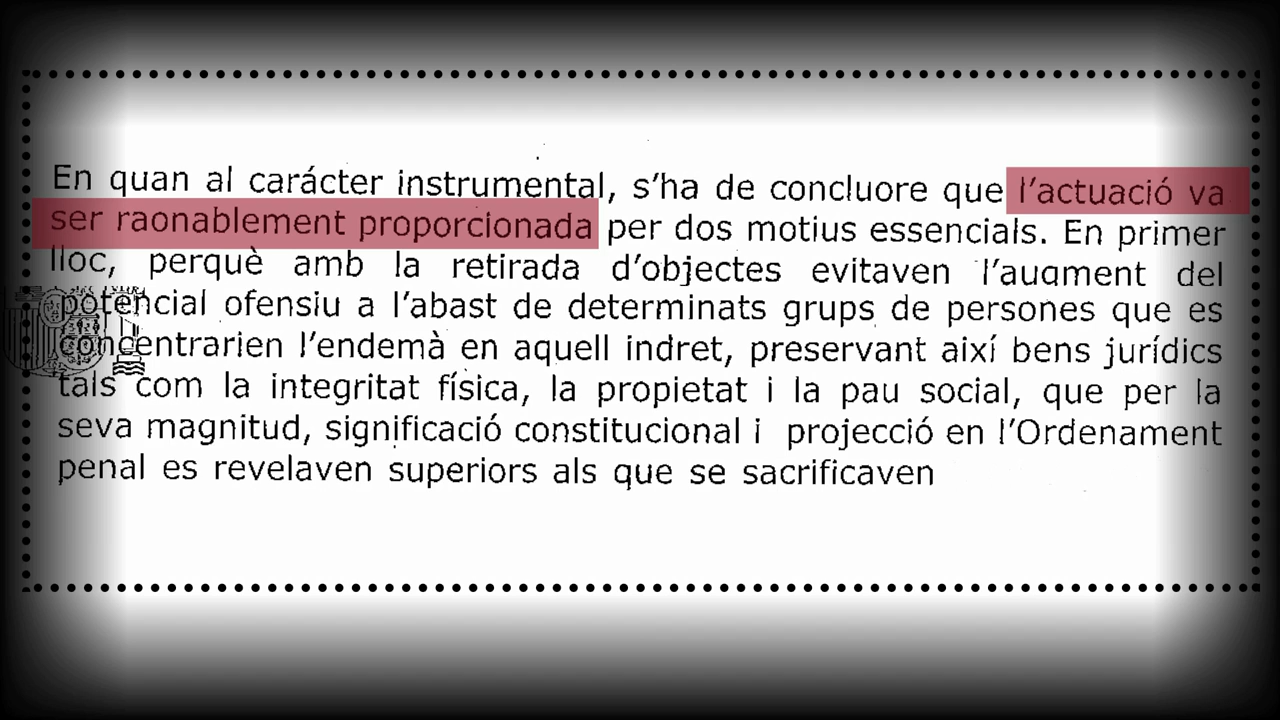 En quan al carácter instrumental, s'ha de concluore que l'actuació va
ser raonablement proporcionada per dos motius essencials. En primer
lloc, perquè amb la retirada d'objectes evitaven l'augment del
potencial ofensiu a l'abast de determinats grups de persones que es
concentrarien l'endemà en aquell indret, preservant així bens jurídics
tals com la integritat física, la propietat i la pau social, que per la
seva magnitud, significació constitucional i projecció en l'Ordenament
penal es revelaven superiors als que se sacrificaven